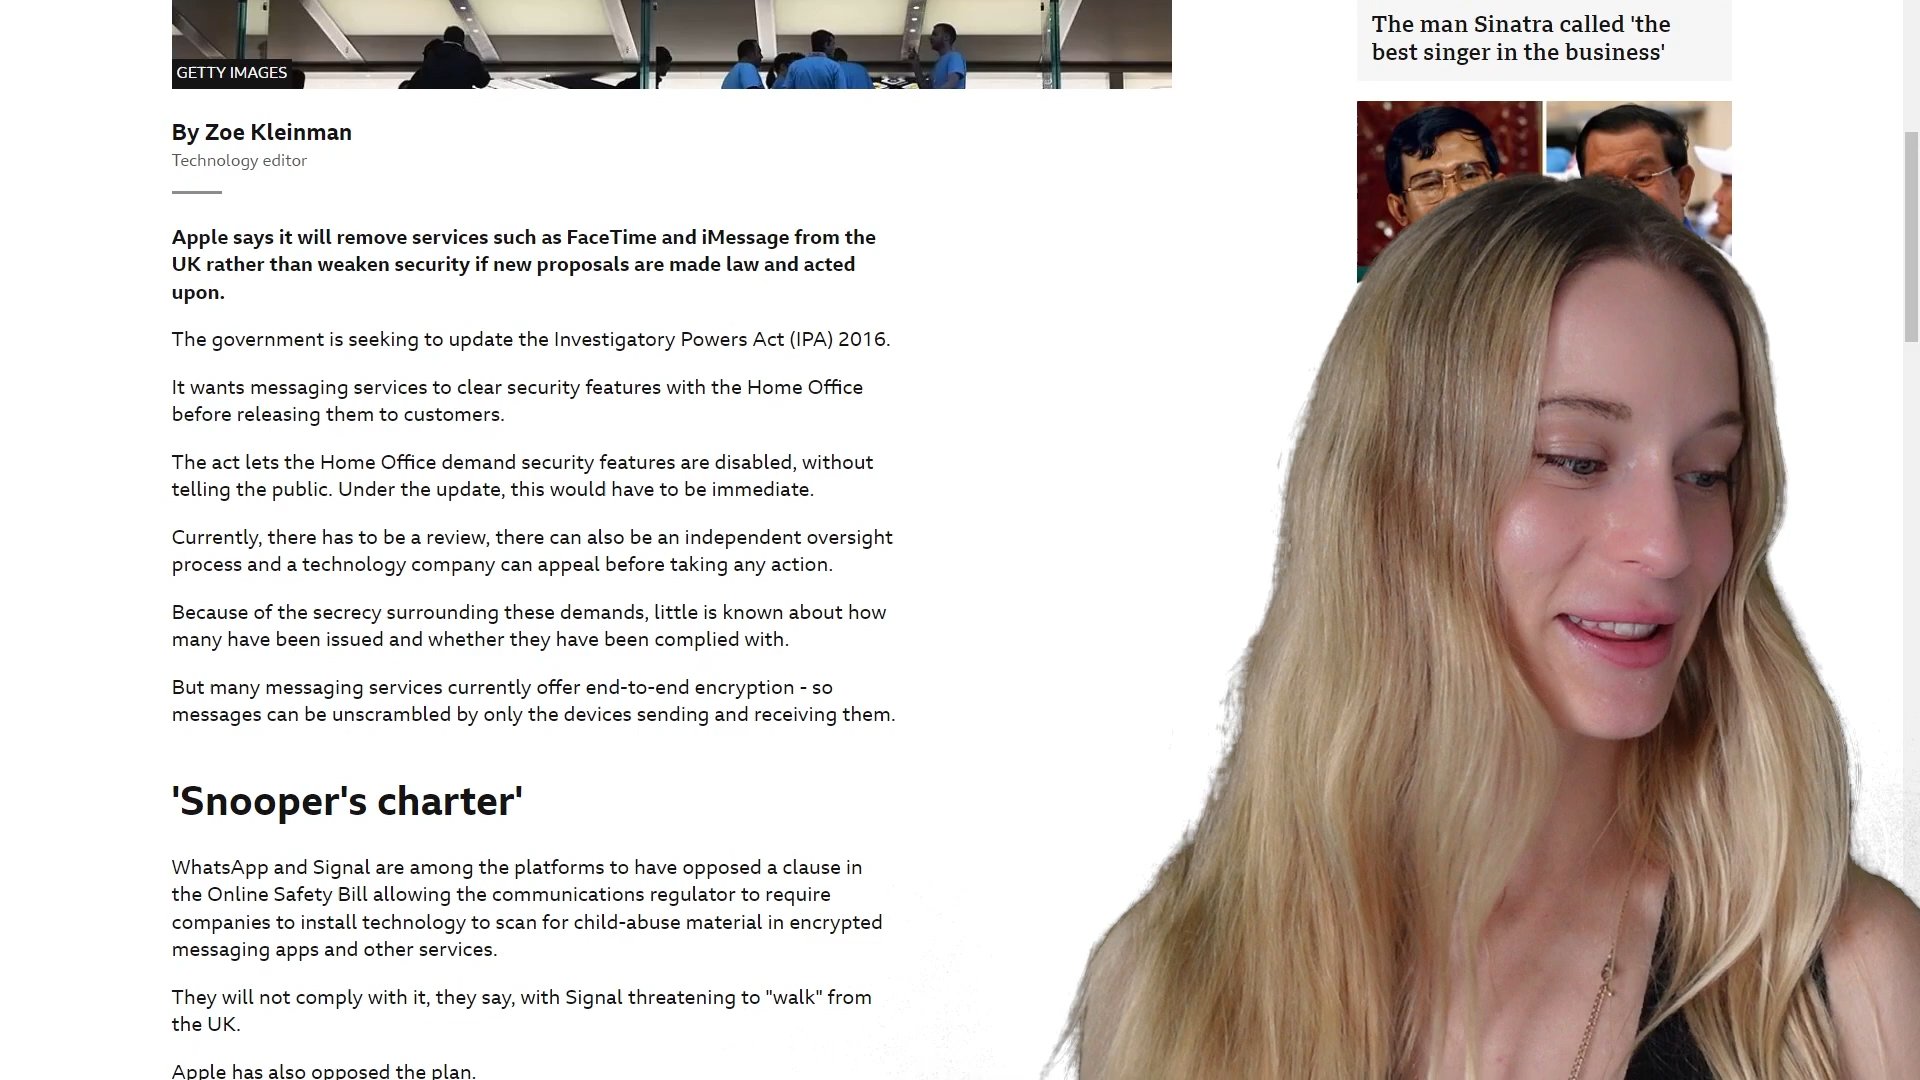 The man Sinatra called 'the
best singer in the business'
GETTY IMAGES
By Zoe Kleinman
Technology editor
Apple says it will remove services such as FaceTime and iMessage from the
UK rather than weaken security if new proposals are made law and acted
upon.
The government is seeking to update the Investigatory Powers Act (IPA) 2016.
It wants messaging services to clear security features with the Home Office
before releasing them to customers.
The act lets the Home Office demand security features are disabled, without
telling the public. Under the update, this would have to be immediate.
Currently, there has to be a review, there can also be an independent oversight
process and a technology company can appeal before taking any action.
Because of the secrecy surrounding these demands, little is known about how
many have been issued and whether they have been complied with.
But many messaging services currently offer end-to-end encryption - so
messages can be unscrambled by only the devices sending and receiving them.
'Snooper's charter'
WhatsApp and Signal are among the platforms to have opposed a clause in
the Online Safety Bill allowing the communications regulator to require
companies to install technology to scan for child-abuse material in encrypted
messaging apps and other services.
They will not comply with it, they say, with Signal threatening to "walk" from
the UK.
Apple has also opposed the plan.